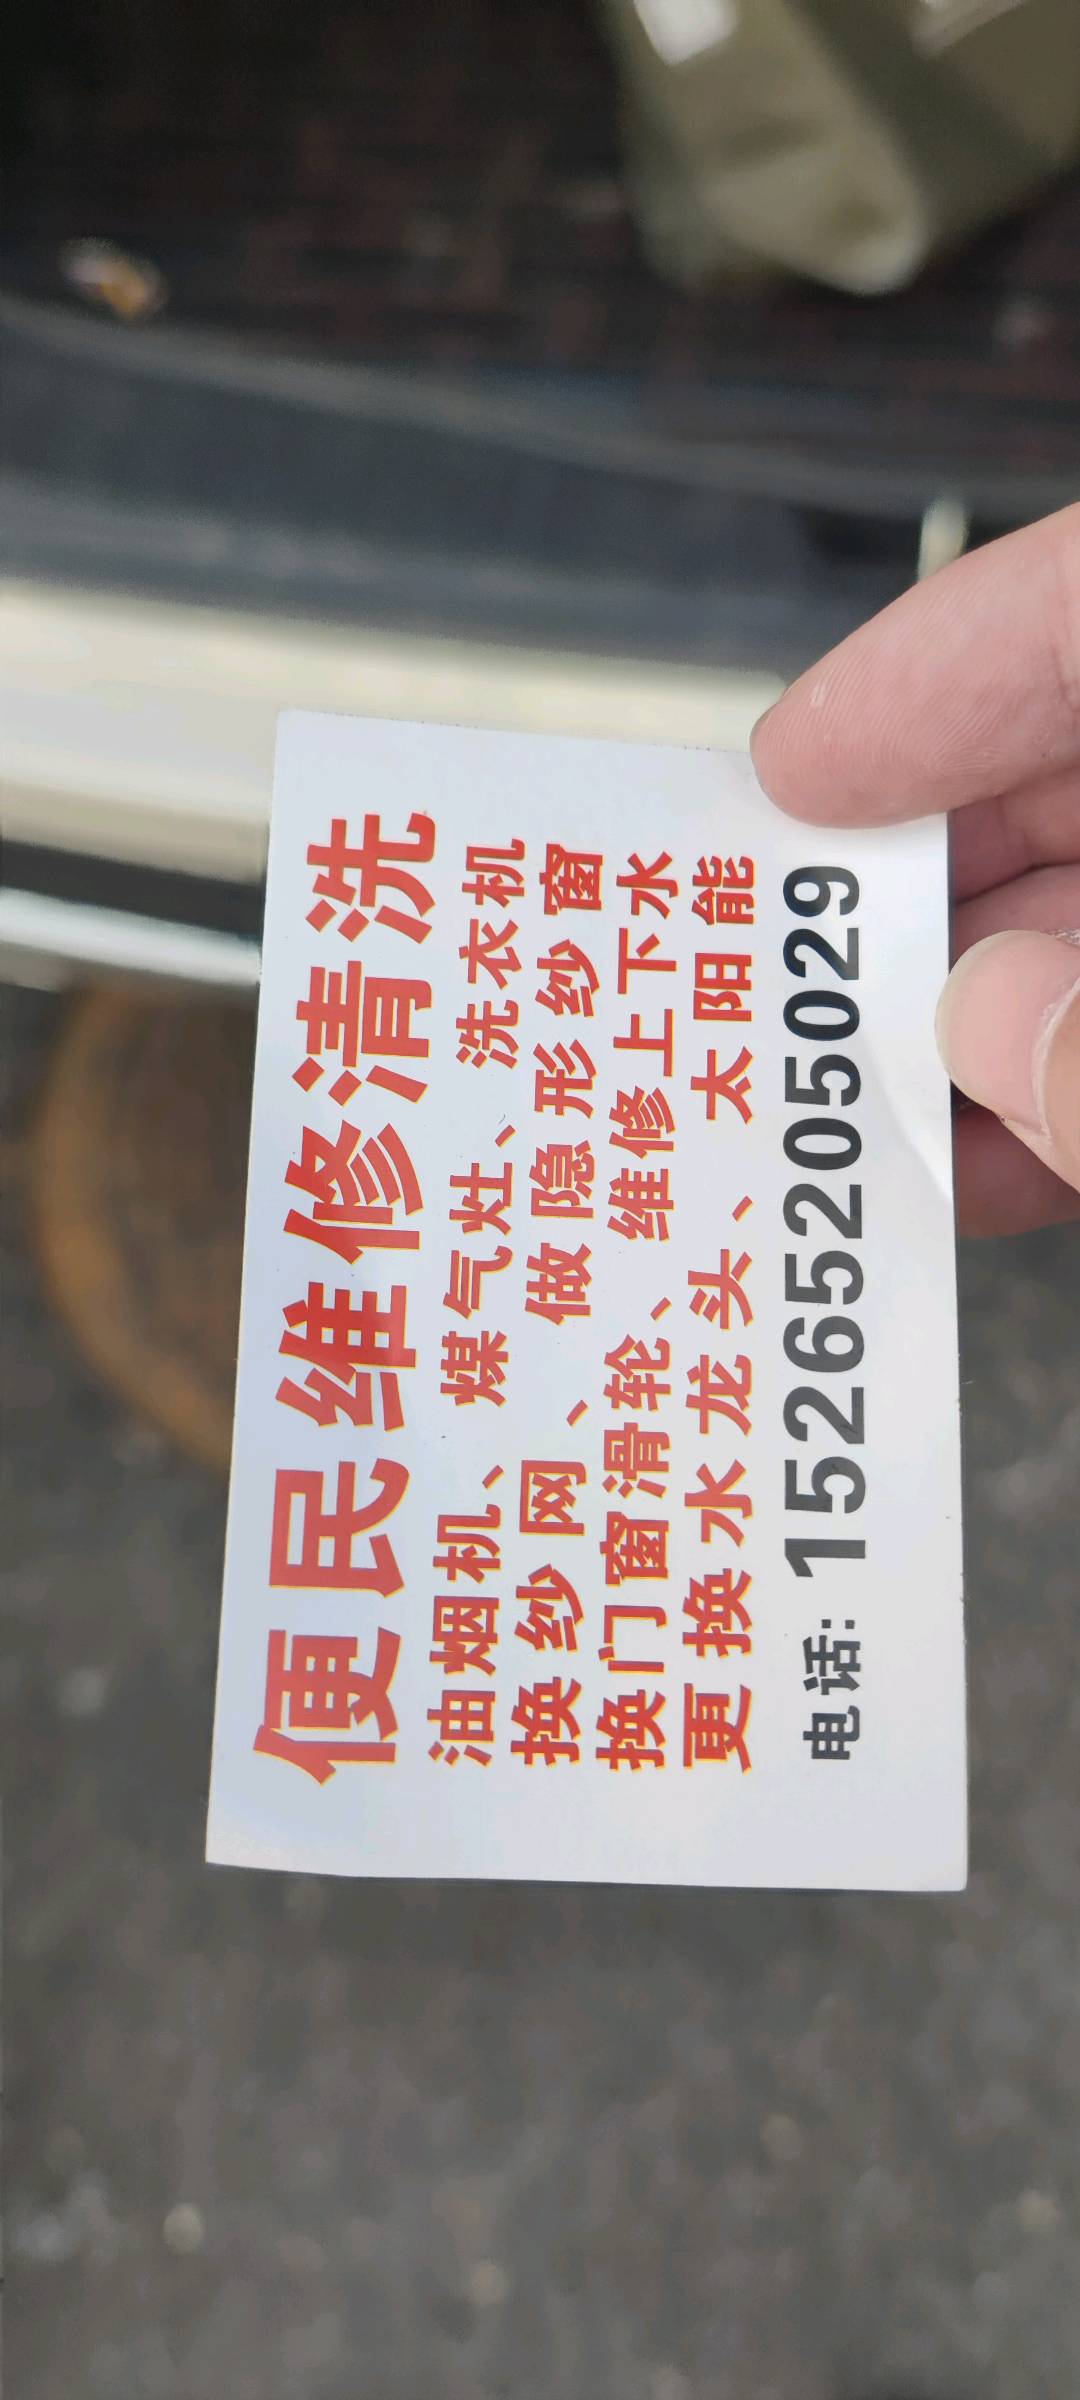 便民维修清洗
油烟机、煤气灶、洗衣机
换纱网、做隐形纱窗
换门窗滑轮、维修上下水
更换水龙头、太阳能
电话: 15265205029